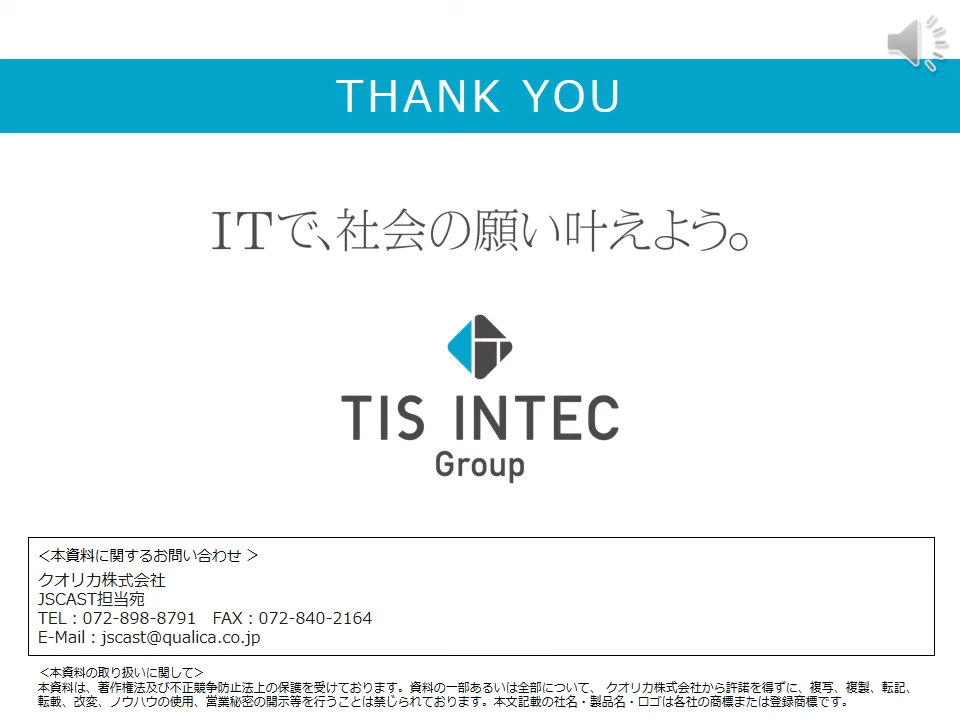 THANK YOU
ITで、社会の願い叶えよう。
TIS INTEC
Group
＜本資料に関するお問い合わせ ＞
クオリカ株式会社
JSCAST担当宛
TEL：072-898-8791　FAX：072-840-2164
E-Mail：jscast@qualica.co.jp
＜本資料の取り扱いに関して＞
本資料は、著作権法及び不正競争防止法上の保護を受けております。資料の一部あるいは全部について、 クオリカ株式会社から許諾を得ずに、複写、複製、転記、
転載、改変、ノウハウの使用、営業秘密の開示等を行うことは禁じられております。本文記載の社名・製品名・ロゴは各社の商標または登録商標です。